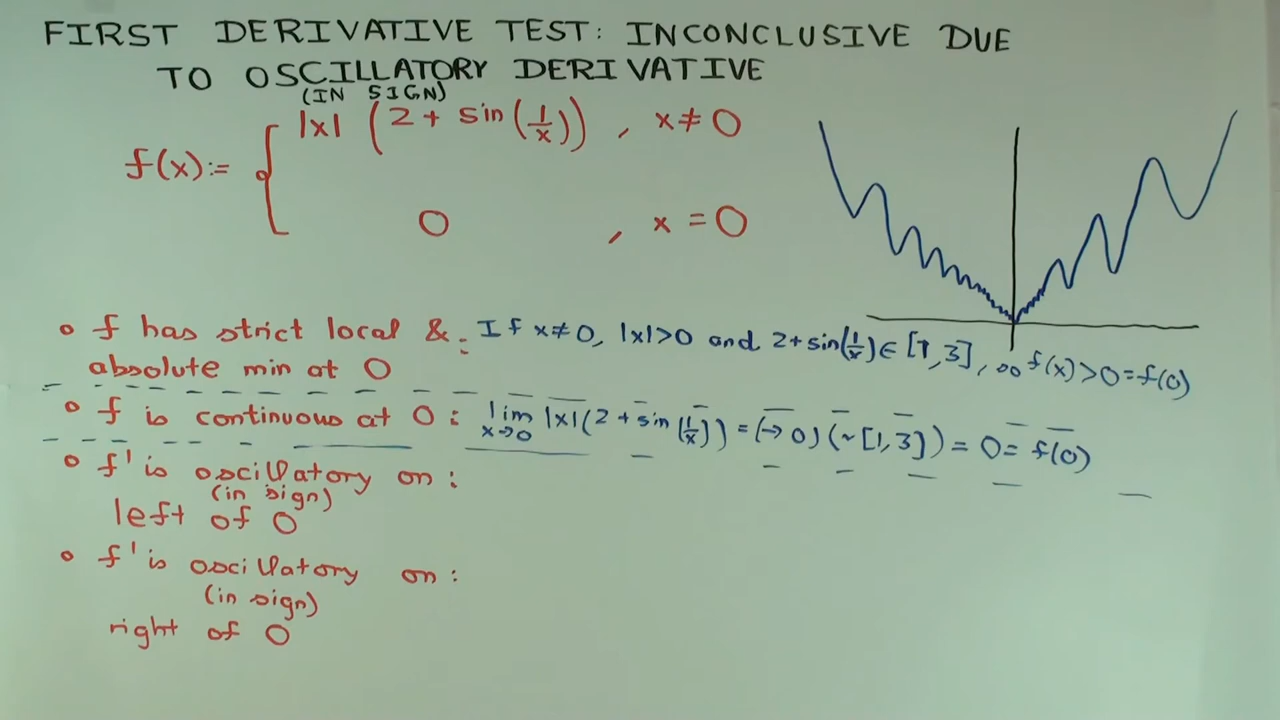 FIRST DERIVATIVE TEST: INCONCLUSIVE DUE
TO OSCILLATORY DERIVATIVE
(IN SIGN)
f(x):= { |x| (2 + sin(1/x)) , x ≠ 0
0 , x = 0
• f has strict local & : If x≠0, |x|>0 and 2+sin(1/x) ∈ [1,3], ∴ f(x)>0=f(0)
absolute min at 0
• f is continuous at 0 : lim x→0 |x|(2 + sin(1/x)) = (→0)(~[1,3]) = 0 = f(0)
• f' is oscillatory on :
(in sign)
left of 0
• f' is oscillatory on :
(in sign)
right of 0